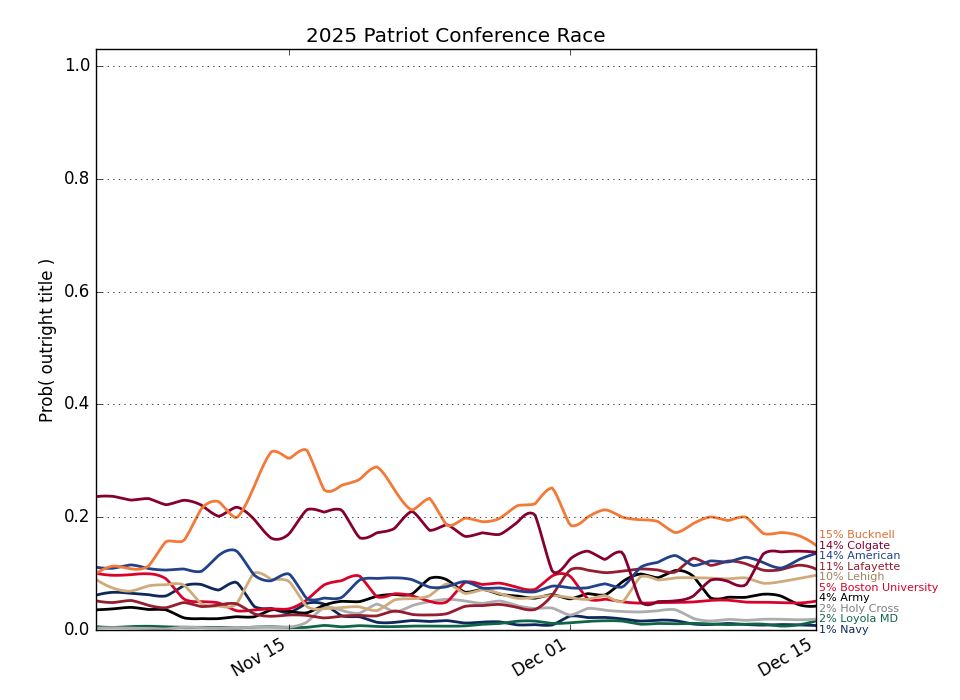 2025 Patriot Conference Race
Prob( outright title )
1.0
0.8
0.6
0.4
0.2
0.0
Nov 15
Dec 01
Dec 15
15% Bucknell
14% Colgate
14% American
11% Lafayette
10% Lehigh
5% Boston University
4% Army
2% Holy Cross
2% Loyola MD
1% Navy